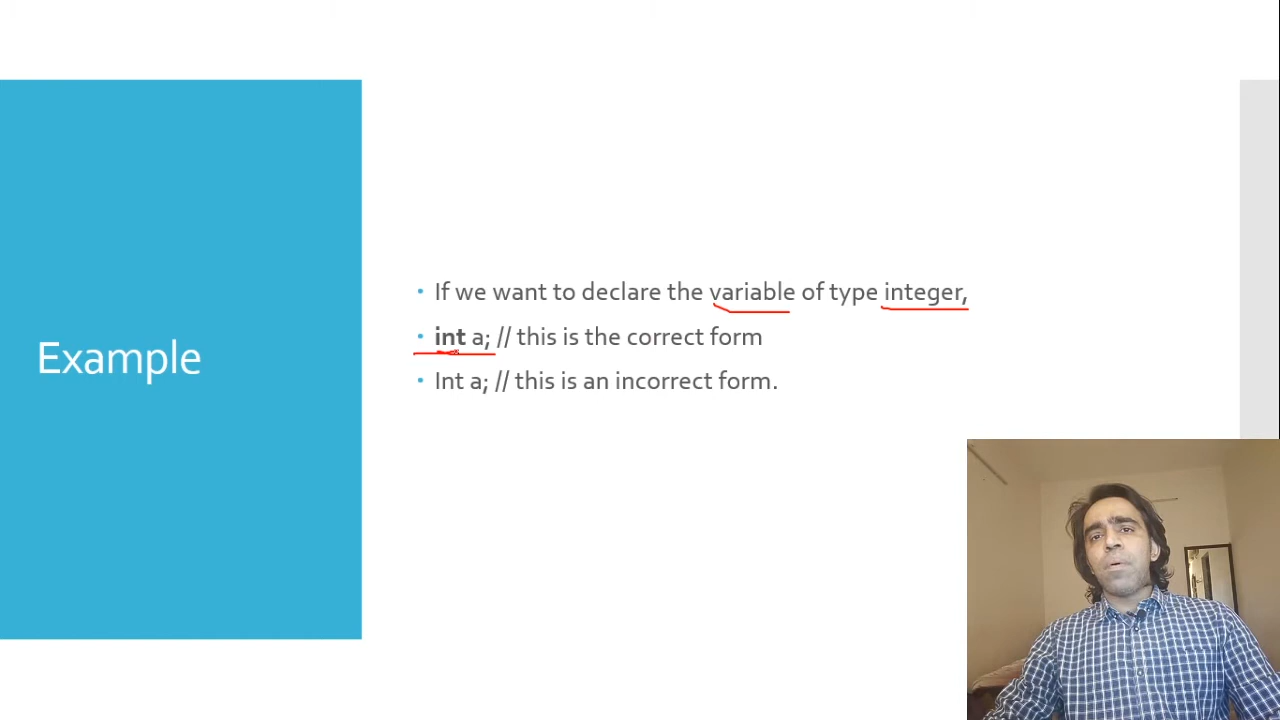 Example
If we want to declare the variable of type integer,
int a; // this is the correct form
Int a; // this is an incorrect form.